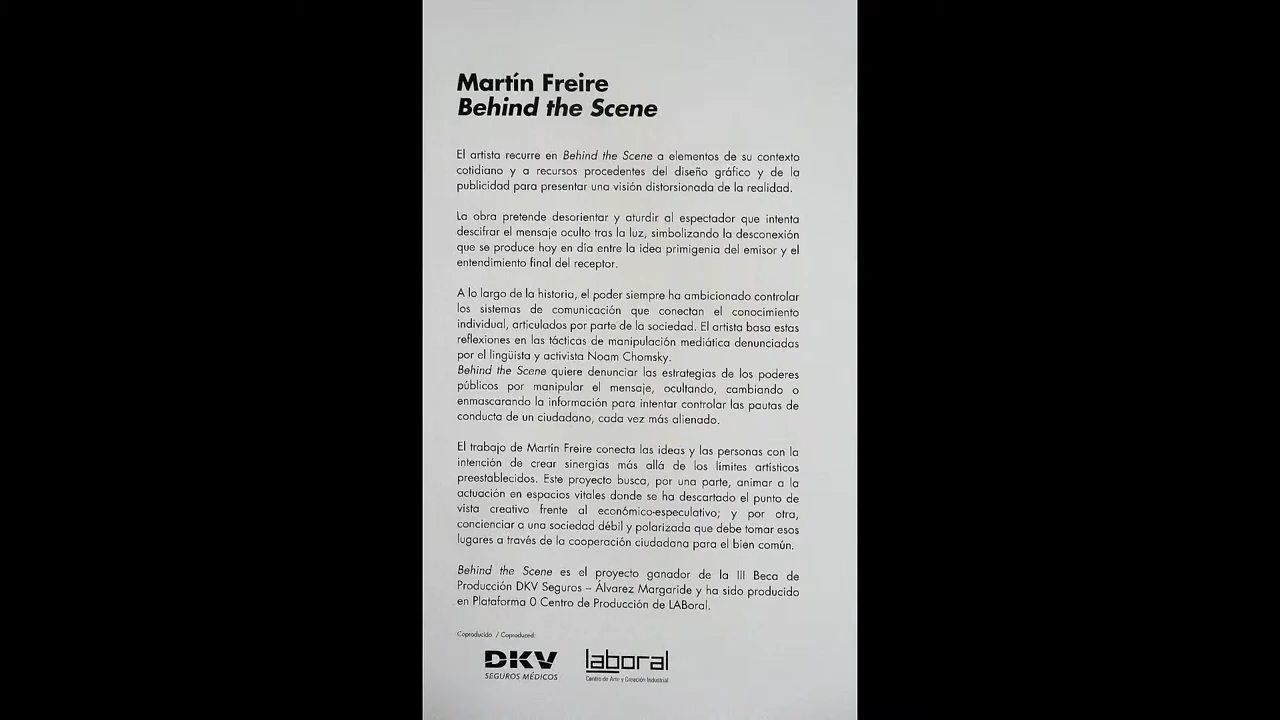 Martín Freire
Behind the Scene
El artista recurre en Behind the Scene a elementos de su contexto
cotidiano y a recursos procedentes del diseño gráfico y de la
publicidad para presentar una visión distorsionada de la realidad.
La obra pretende desorientar y aturdir al espectador que intenta
descifrar el mensaje oculto tras la luz, simbolizando la desconexión
que se produce hoy en día entre la idea primigenia del emisor y el
entendimiento final del receptor.
A lo largo de la historia, el poder siempre ha ambicionado controlar
los sistemas de comunicación que conectan el conocimiento
individual, articulados por parte de la sociedad. El artista basa estas
reflexiones en las tácticas de manipulación mediática denunciadas
por el lingüista y activista Noam Chomsky.
Behind the Scene quiere denunciar las estrategias de los poderes
públicos por manipular el mensaje, ocultando, cambiando o
enmascarando la información para intentar controlar las pautas de
conducta de un ciudadano, cada vez más alienado.
El trabajo de Martín Freire conecta las ideas y las personas con la
intención de crear sinergias más allá de los límites artísticos
preestablecidos. Este proyecto busca, por una parte, animar a la
actuación en espacios vitales donde se ha descartado el punto de
vista creativo frente al económico-especulativo; y por otra,
concienciar a una sociedad débil y polarizada que debe tomar esos
lugares a través de la cooperación ciudadana para el bien común.
Behind the Scene es el proyecto ganador de la III Beca de
Producción DKV Seguros – Álvarez Margaride y ha sido producido
en Plataforma 0 Centro de Producción de LABoral.
Coproducido / Coproduced:
DKV laboral
SEGUROS MÉDICOS Centro de Arte y Creación Industrial